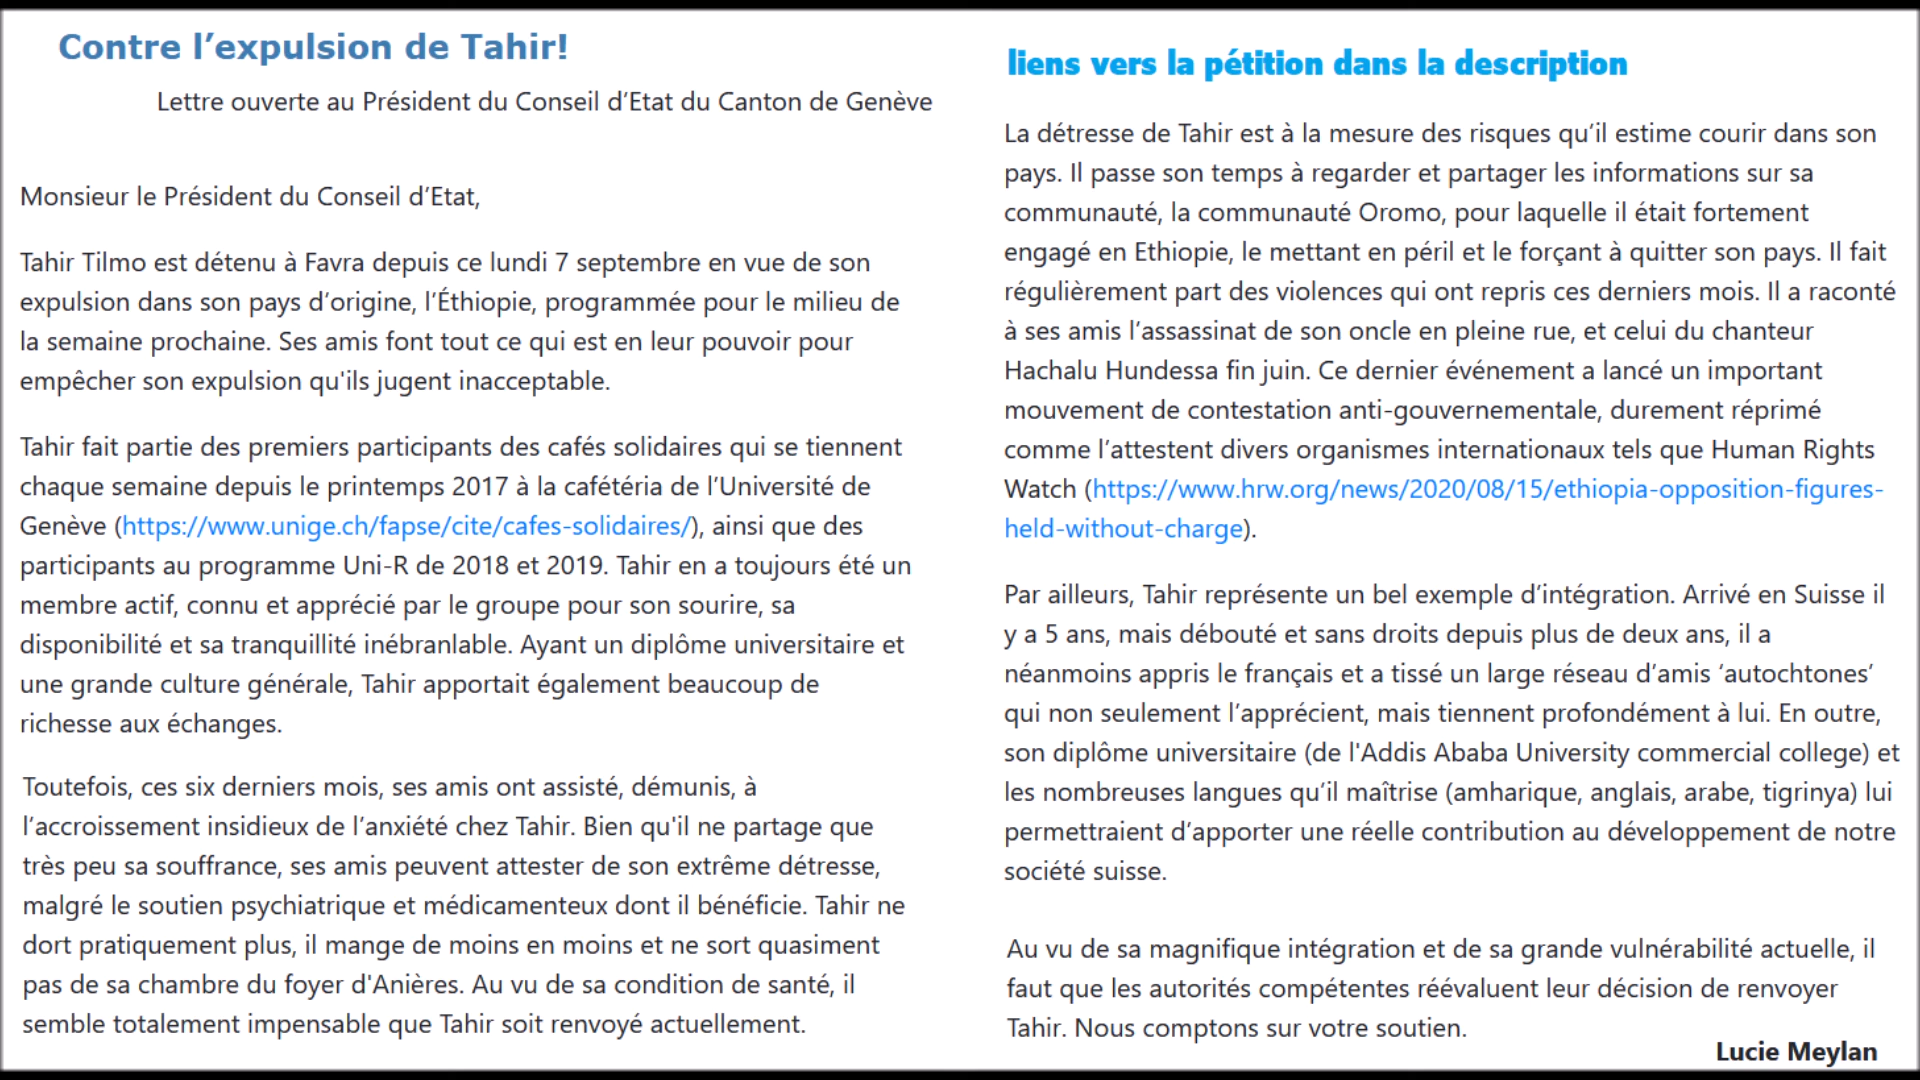 Contre l’expulsion de Tahir!
Lettre ouverte au Président du Conseil d’Etat du Canton de Genève
Monsieur le Président du Conseil d’Etat,
Tahir Tilmo est détenu à Favra depuis ce lundi 7 septembre en vue de son
expulsion dans son pays d’origine, l’Éthiopie, programmée pour le milieu de
la semaine prochaine. Ses amis font tout ce qui est en leur pouvoir pour
empêcher son expulsion qu'ils jugent inacceptable.
Tahir fait partie des premiers participants des cafés solidaires qui se tiennent
chaque semaine depuis le printemps 2017 à la cafétéria de l’Université de
Genève (https://www.unige.ch/fapse/cite/cafes-solidaires/), ainsi que des
participants au programme Uni-R de 2018 et 2019. Tahir en a toujours été un
membre actif, connu et apprécié par le groupe pour son sourire, sa
disponibilité et sa tranquillité inébranlable. Ayant un diplôme universitaire et
une grande culture générale, Tahir apportait également beaucoup de
richesse aux échanges.
Toutefois, ces six derniers mois, ses amis ont assisté, démunis, à
l’accroissement insidieux de l’anxiété chez Tahir. Bien qu'il ne partage que
très peu sa souffrance, ses amis peuvent attester de son extrême détresse,
malgré le soutien psychiatrique et médicamenteux dont il bénéficie. Tahir ne
dort pratiquement plus, il mange de moins en moins et ne sort quasiment
pas de sa chambre du foyer d'Anières. Au vu de sa condition de santé, il
semble totalement impensable que Tahir soit renvoyé actuellement.
liens vers la pétition dans la description
La détresse de Tahir est à la mesure des risques qu’il estime courir dans son
pays. Il passe son temps à regarder et partager les informations sur sa
communauté, la communauté Oromo, pour laquelle il était fortement
engagé en Ethiopie, le mettant en péril et le forçant à quitter son pays. Il fait
régulièrement part des violences qui ont repris ces derniers mois. Il a raconté
à ses amis l’assassinat de son oncle en pleine rue, et celui du chanteur
Hachalu Hundessa fin juin. Ce dernier événement a lancé un important
mouvement de contestation anti-gouvernementale, durement réprimé
comme l’attestent divers organismes internationaux tels que Human Rights
Watch (https://www.hrw.org/news/2020/08/15/ethiopia-opposition-figures-
held-without-charge).
Par ailleurs, Tahir représente un bel exemple d’intégration. Arrivé en Suisse il
y a 5 ans, mais débouté et sans droits depuis plus de deux ans, il a
néanmoins appris le français et a tissé un large réseau d’amis ‘autochtones’
qui non seulement l’apprécient, mais tiennent profondément à lui. En outre,
son diplôme universitaire (de l'Addis Ababa University commercial college) et
les nombreuses langues qu’il maîtrise (amharique, anglais, arabe, tigrinya) lui
permettraient d’apporter une réelle contribution au développement de notre
société suisse.
Au vu de sa magnifique intégration et de sa grande vulnérabilité actuelle, il
faut que les autorités compétentes réévaluent leur décision de renvoyer
Tahir. Nous comptons sur votre soutien.
Lucie Meylan